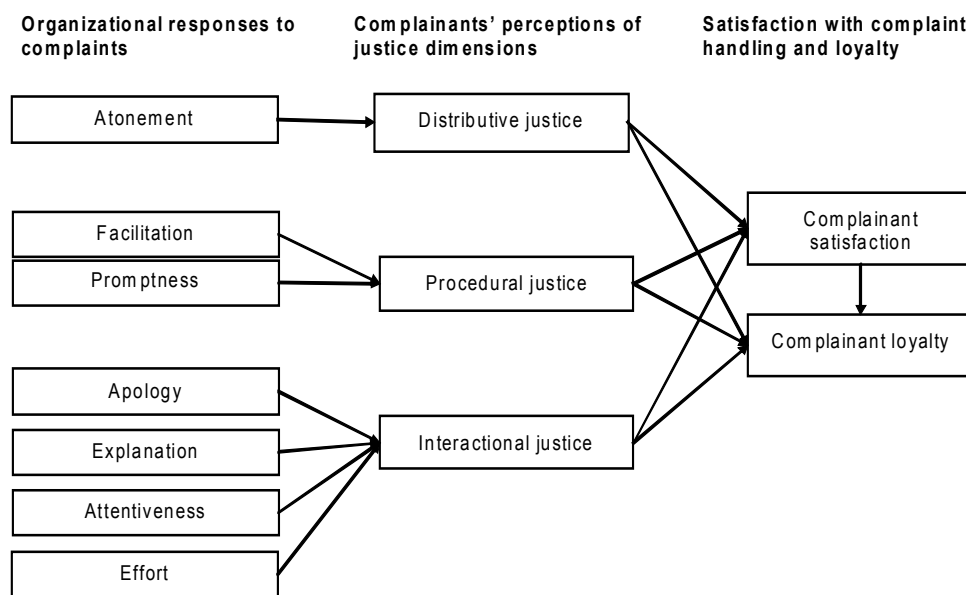 Organizational responses to
complaints
Complainants' perceptions of
justice dimensions
Satisfaction with complaint
handling and loyalty
Atonement
Distributive justice
Facilitation
Promptness
Procedural justice
Complainant
satisfaction
Complainant loyalty
Apology
Explanation
Attentiveness
Effort
Interactional justice